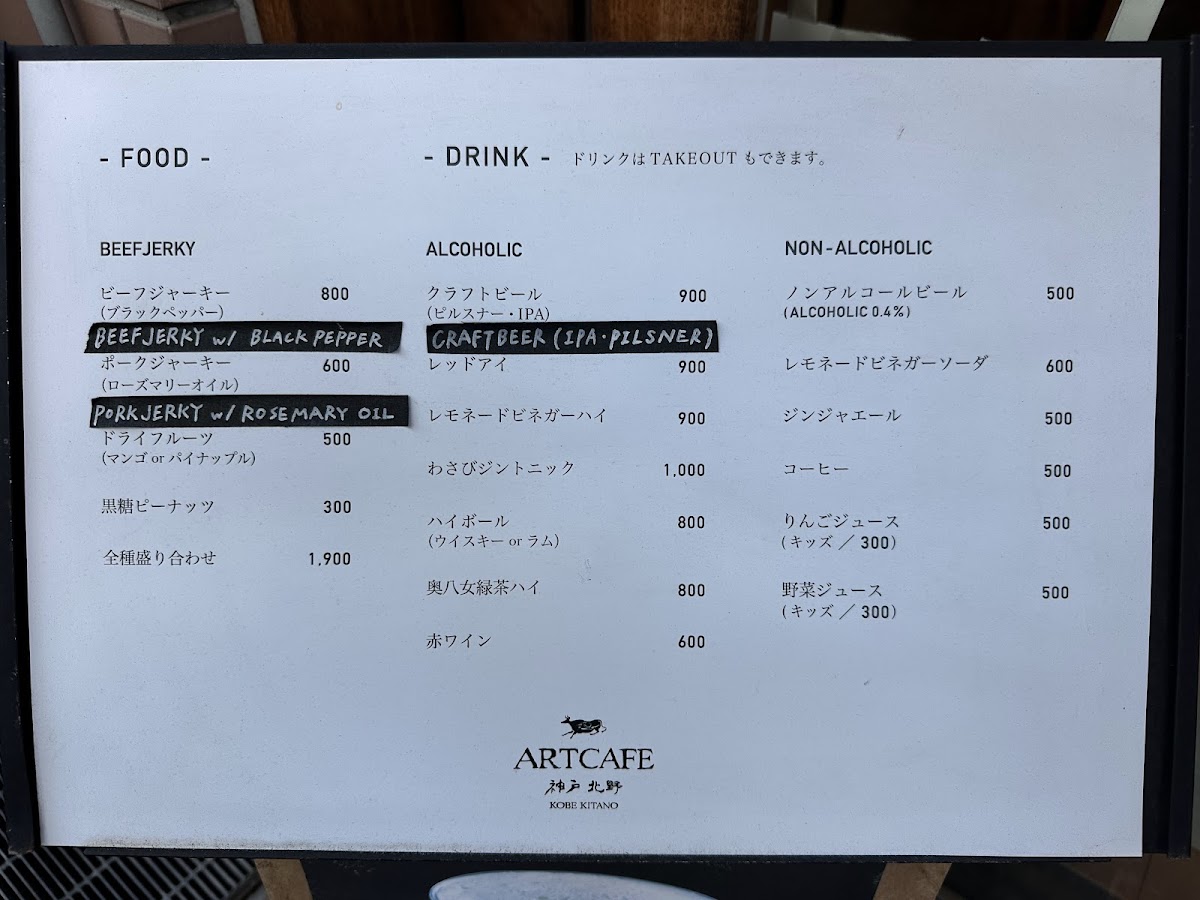 - FOOD -
BEEFJERKY
ビーフジャーキー 800
(ブラックペッパー)
BEEFJERKY w/ BLACK PEPPER
ポークジャーキー 600
(ローズマリーオイル)
PORKJERKY w/ ROSEMARY OIL
ドライフルーツ 500
(マンゴ or パイナップル)
黒糖ピーナッツ 300
全種盛り合わせ 1,900
- DRINK - ドリンクは TAKEOUT もできます。
ALCOHOLIC
クラフトビール 900
(ピルスナー・IPA)
CRAFTBEER (IPA・PILSNER)
レッドアイ 900
レモネードビネガーハイ 900
わさびジントニック 1,000
ハイボール 800
(ウイスキー or ラム)
奥八女緑茶ハイ 800
赤ワイン 600
NON-ALCOHOLIC
ノンアルコールビール 500
(ALCOHOLIC 0.4%)
レモネードビネガーソーダ 600
ジンジャエール 500
コーヒー 500
りんごジュース 500
(キッズ / 300)
野菜ジュース 500
(キッズ / 300)
ARTCAFE
神戸 北野
KOBE KITANO